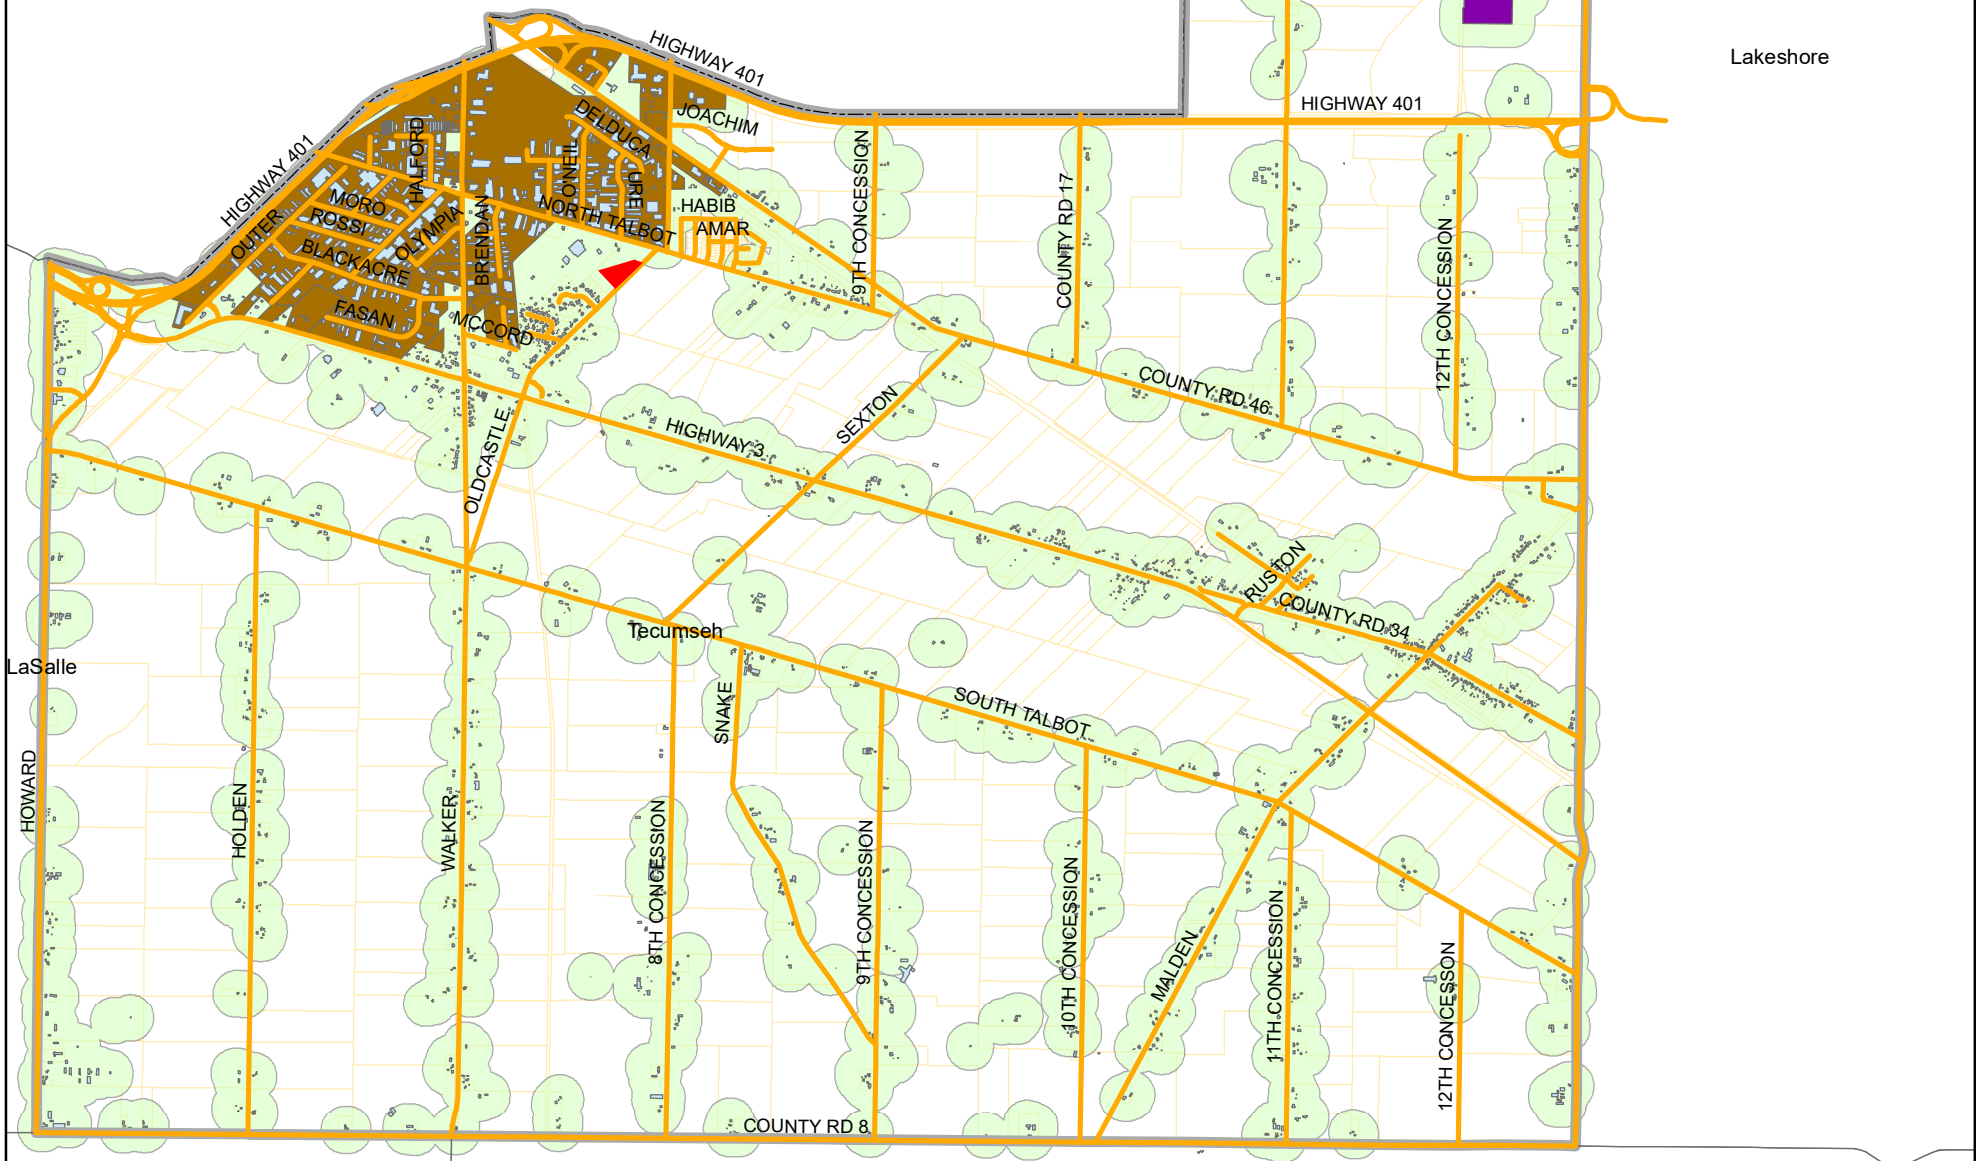 HIGHWAY 401
Lakeshore
HIGHWAY 401
JOACHIM
DELDUCA
HALFORD
HIGHWAY 401
9TH CONCESSION
O'NEIL
URE
COUNTY RD 17
MORO
ROSSI
OLYMPIA
BRENDAN
NORTH TALBOT
HABIB
AMAR
OUTER
BLACKACRE
12TH CONCESSION
FASAN
MCCORD
COUNTY RD 46
SEXTON
HIGHWAY 3
OLDCASTLE
RUSTON
COUNTY RD 34
Tecumseh
LaSalle
SNAKE
SOUTH TALBOT
HOWARD
HOLDEN
WALKER
8TH CONCESSION
9TH CONCESSION
10TH CONCESSION
MALDEN
11TH CONCESSION
12TH CONCESSON
COUNTY RD 8